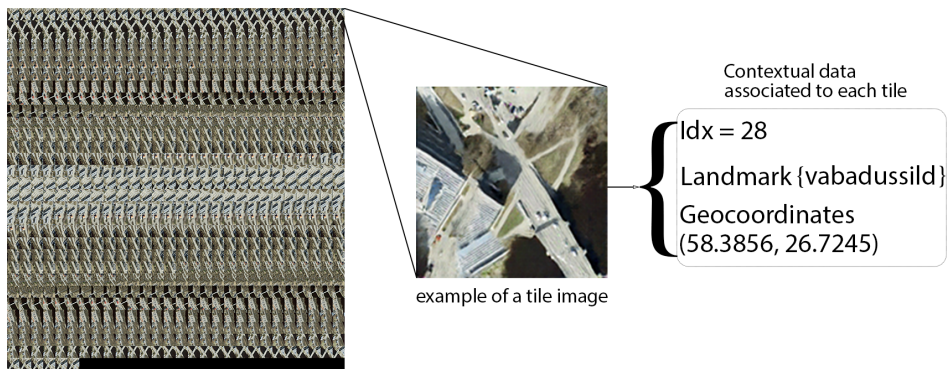 Contextual data
associated to each tile
Idx = 28
Landmark {vabadussild}
Geocoordinates
(58.3856, 26.7245)
example of a tile image